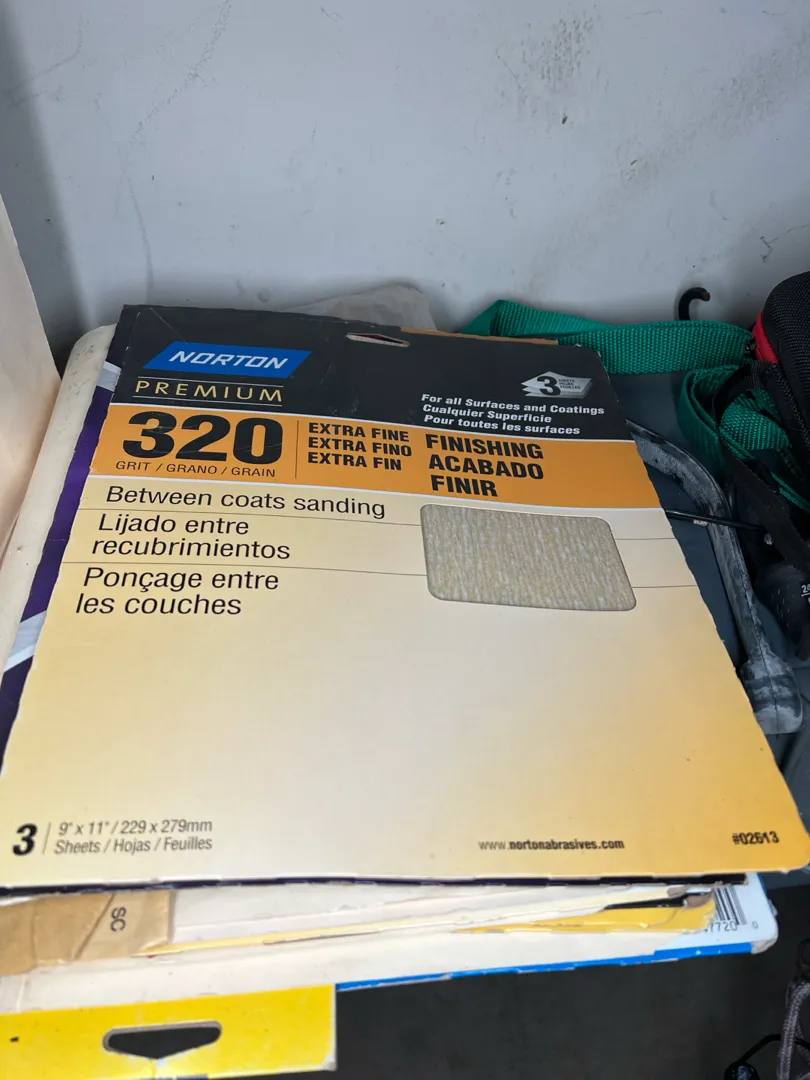 NORTON
PREMIUM
3 SHEETS
For all Surfaces and Coatings
Cualquier Superficie
Pour toutes les surfaces
320
GRIT / GRANO / GRAIN
EXTRA FINE
EXTRA FINO
EXTRA FIN
FINISHING
ACABADO
FINIR
Between coats sanding
Lijado entre
recubrimientos
Ponçage entre
les couches
3
9" x 11" / 229 x 279mm
Sheets / Hojas / Feuilles
www.nortonabrasives.com
#02613
SC